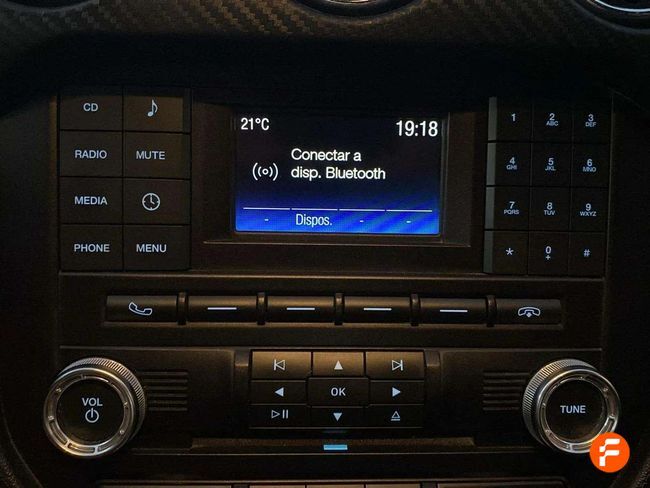 CD
RADIO MUTE
MEDIA
PHONE MENU
21°C 19:18
Conectar a
disp. Bluetooth
- Dispos. - -
1 2 ABC 3 DEF
4 GHI 5 JKL 6 MNO
7 PQRS 8 TUV 9 WXYZ
* 0 + #
VOL
OK
TUNE